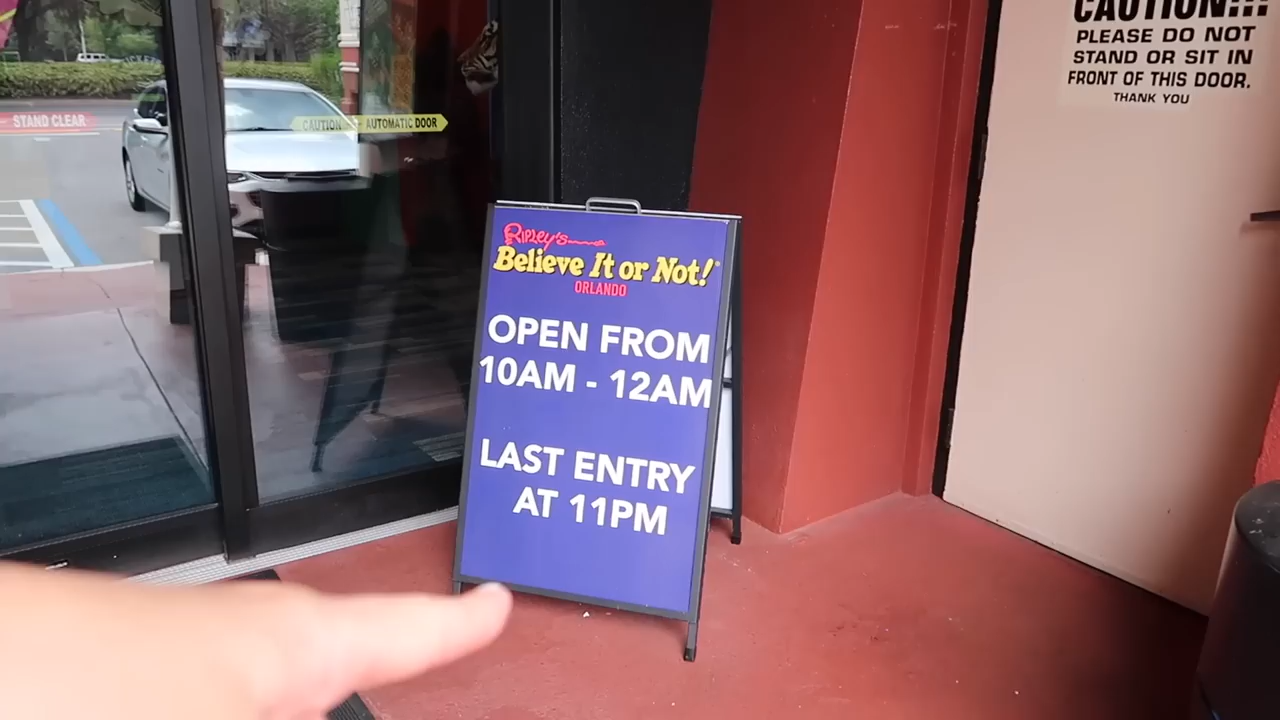 CAUTION!!!
PLEASE DO NOT
STAND OR SIT IN
FRONT OF THIS DOOR.
THANK YOU
STAND CLEAR
CAUTION AUTOMATIC DOOR
Ripley's
Believe It or Not!®
ORLANDO
OPEN FROM
10AM - 12AM
LAST ENTRY
AT 11PM